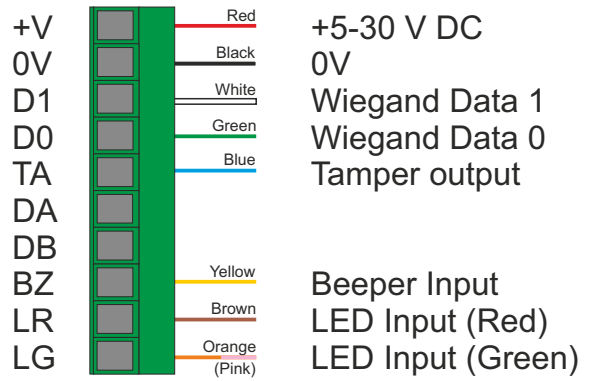 +V Red +5-30 V DC
0V Black 0V
D1 White Wiegand Data 1
D0 Green Wiegand Data 0
TA Blue Tamper output
DA
DB
BZ Yellow Beeper Input
LR Brown LED Input (Red)
LG Orange LED Input (Green)
(Pink)